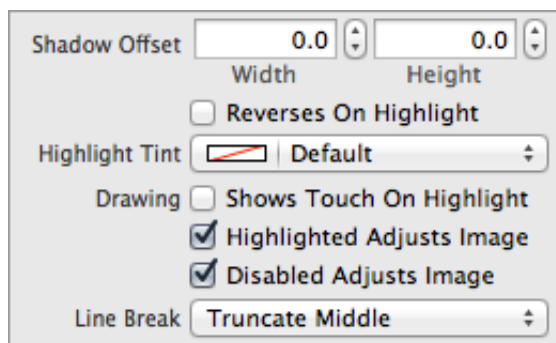 Shadow Offset 0.0 0.0
Width Height
Reverses On Highlight
Highlight Tint Default
Drawing Shows Touch On Highlight
Highlighted Adjusts Image
Disabled Adjusts Image
Line Break Truncate Middle